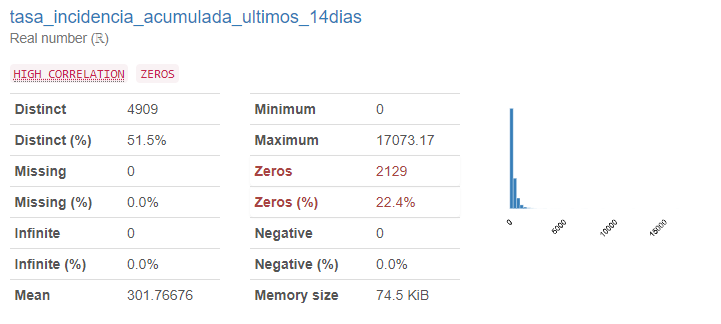 tasa_incidencia_acumulada_ultimos_14dias
Real number (ℝ)
HIGH CORRELATION ZEROS
Distinct 4909
Distinct (%) 51.5%
Missing 0
Missing (%) 0.0%
Infinite 0
Infinite (%) 0.0%
Mean 301.76676
Minimum 0
Maximum 17073.17
Zeros 2129
Zeros (%) 22.4%
Negative 0
Negative (%) 0.0%
Memory size 74.5 KiB
0 5000 10000 15000